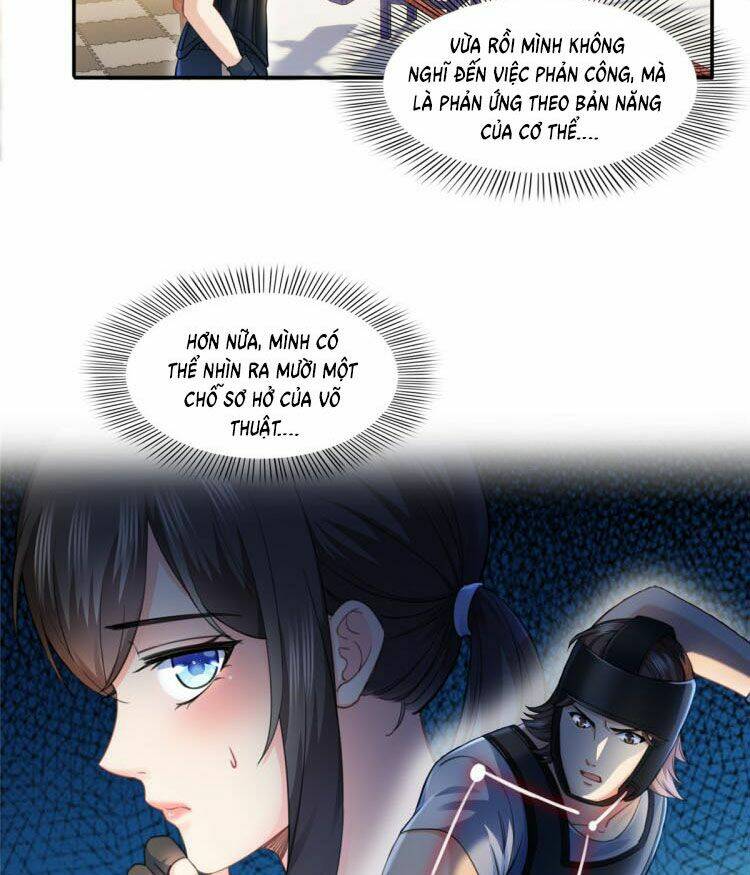 VỪA RỒI MÌNH KHÔNG
NGHĨ ĐẾN VIỆC PHẢN CÔNG, MÀ
LÀ PHẢN ỨNG THEO BẢN NĂNG
CỦA CƠ THỂ....
HƠN NỮA, MÌNH CÓ
THỂ NHÌN RA MƯỜI MỘT
CHỖ SƠ HỞ CỦA VÕ
THUẬT....